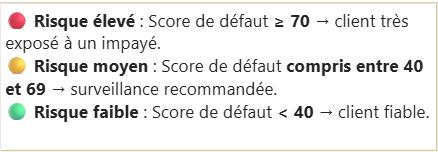 🔴 Risque élevé : Score de défaut ≥ 70 → client très
exposé à un impayé.
🟠 Risque moyen : Score de défaut compris entre 40
et 69 → surveillance recommandée.
🟢 Risque faible : Score de défaut < 40 → client fiable.